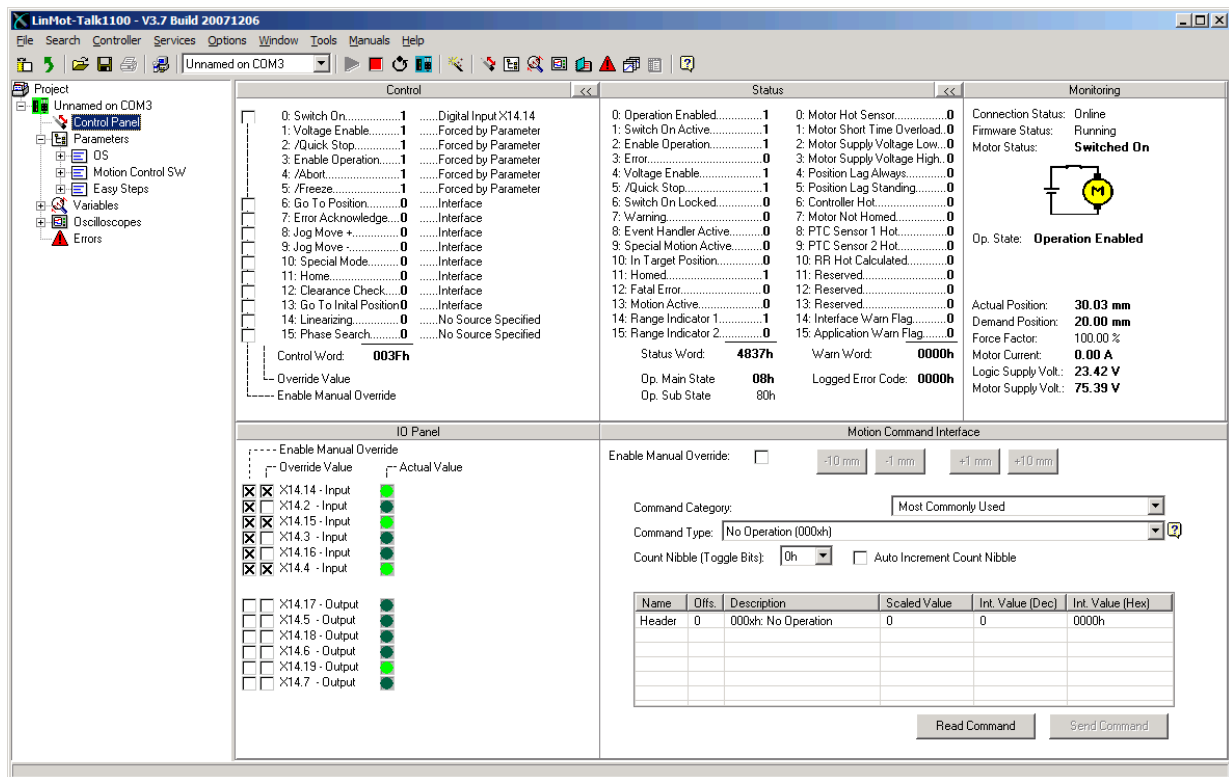 LinMot-Talk1100 - V3.7 Build 20071206
File Search Controller Services Options Window Tools Manuals Help
Unnamed on COM3
Project
Unnamed on COM3
Control Panel
Parameters
OS
Motion Control SW
Easy Steps
Variables
Oscilloscopes
Errors
Control <<
0: Switch On................1 .....Digital Input X14.14
1: Voltage Enable.........1 .....Forced by Parameter
2: /Quick Stop..............1 .....Forced by Parameter
3: Enable Operation......1 .....Forced by Parameter
4: /Abort.....................1 .....Forced by Parameter
5: /Freeze...................1 .....Forced by Parameter
6: Go To Position.........0 .....Interface
7: Error Acknowledge...0 .....Interface
8: Jog Move +.............0 .....Interface
9: Jog Move -..............0 .....Interface
10: Special Mode.........0 .....Interface
11: Home....................0 .....Interface
12: Clearance Check.....0 .....Interface
13: Go To Inital Position0 .....Interface
14: Linearizing.............0 .....No Source Specified
15: Phase Search.........0 .....No Source Specified
Control Word: 003Fh
Override Value
Enable Manual Override
Status <<
0: Operation Enabled..........1
1: Switch On Active............1
2: Enable Operation............1
3: Error............................0
4: Voltage Enable...............1
5: /Quick Stop...................1
6: Switch On Locked...........0
7: Warning........................0
8: Event Handler Active.......0
9: Special Motion Active......0
10: In Target Position..........0
11: Homed........................1
12: Fatal Error....................0
13: Motion Active................0
14: Range Indicator 1..........1
15: Range Indicator 2..........0
Status Word: 4837h
Op. Main State 08h
Op. Sub State 80h
0: Motor Hot Sensor............0
1: Motor Short Time Overload..0
2: Motor Supply Voltage Low...0
3: Motor Supply Voltage High..0
4: Position Lag Always..........0
5: Position Lag Standing........0
6: Controller Hot..................0
7: Motor Not Homed.............0
8: PTC Sensor 1 Hot.............0
9: PTC Sensor 2 Hot.............0
10: RR Hot Calculated..........0
11: Reserved......................0
12: Reserved......................0
13: Reserved......................0
14: Interface Warn Flag.........0
15: Application Warn Flag......0
Warn Word: 0000h
Logged Error Code: 0000h
Monitoring
Connection Status: Online
Firmware Status: Running
Motor Status: Switched On
M
Op. State: Operation Enabled
Actual Position: 30.03 mm
Demand Position: 20.00 mm
Force Factor: 100.00 %
Motor Current: 0.00 A
Logic Supply Volt.: 23.42 V
Motor Supply Volt.: 75.39 V
IO Panel
Enable Manual Override
Override Value Actual Value
X14.14 - Input
X14.2 - Input
X14.15 - Input
X14.3 - Input
X14.16 - Input
X14.4 - Input
X14.17 - Output
X14.5 - Output
X14.18 - Output
X14.6 - Output
X14.19 - Output
X14.7 - Output
Motion Command Interface
Enable Manual Override: -10 mm -1 mm +1 mm +10 mm
Command Category: Most Commonly Used
Command Type: No Operation (000xh)
Count Nibble (Toggle Bits): 0h Auto Increment Count Nibble
Name Offs. Description Scaled Value Int. Value (Dec) Int. Value (Hex)
Header 0 000xh: No Operation 0 0 0000h
Read Command Send Command